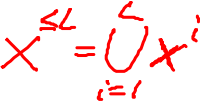 X^{≤L} = ⋃_{i=1}^{L} X^i